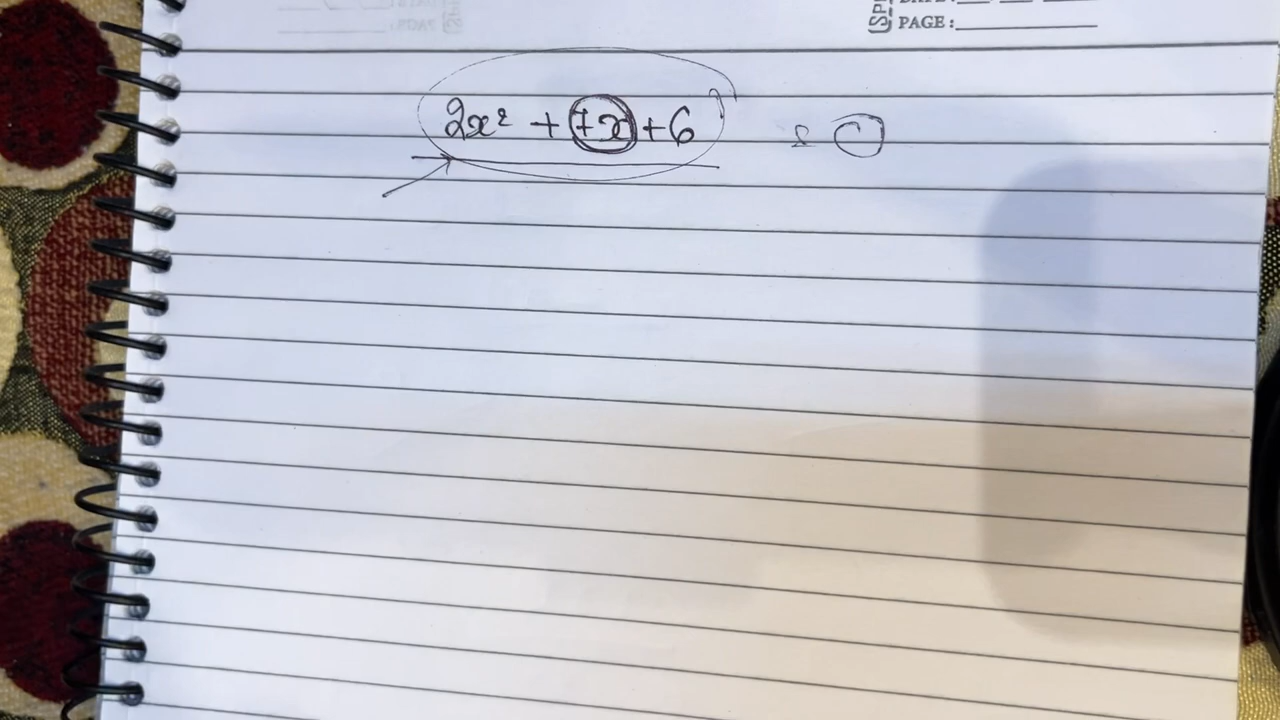 PAGE :
2x² + 7x + 6 = 0